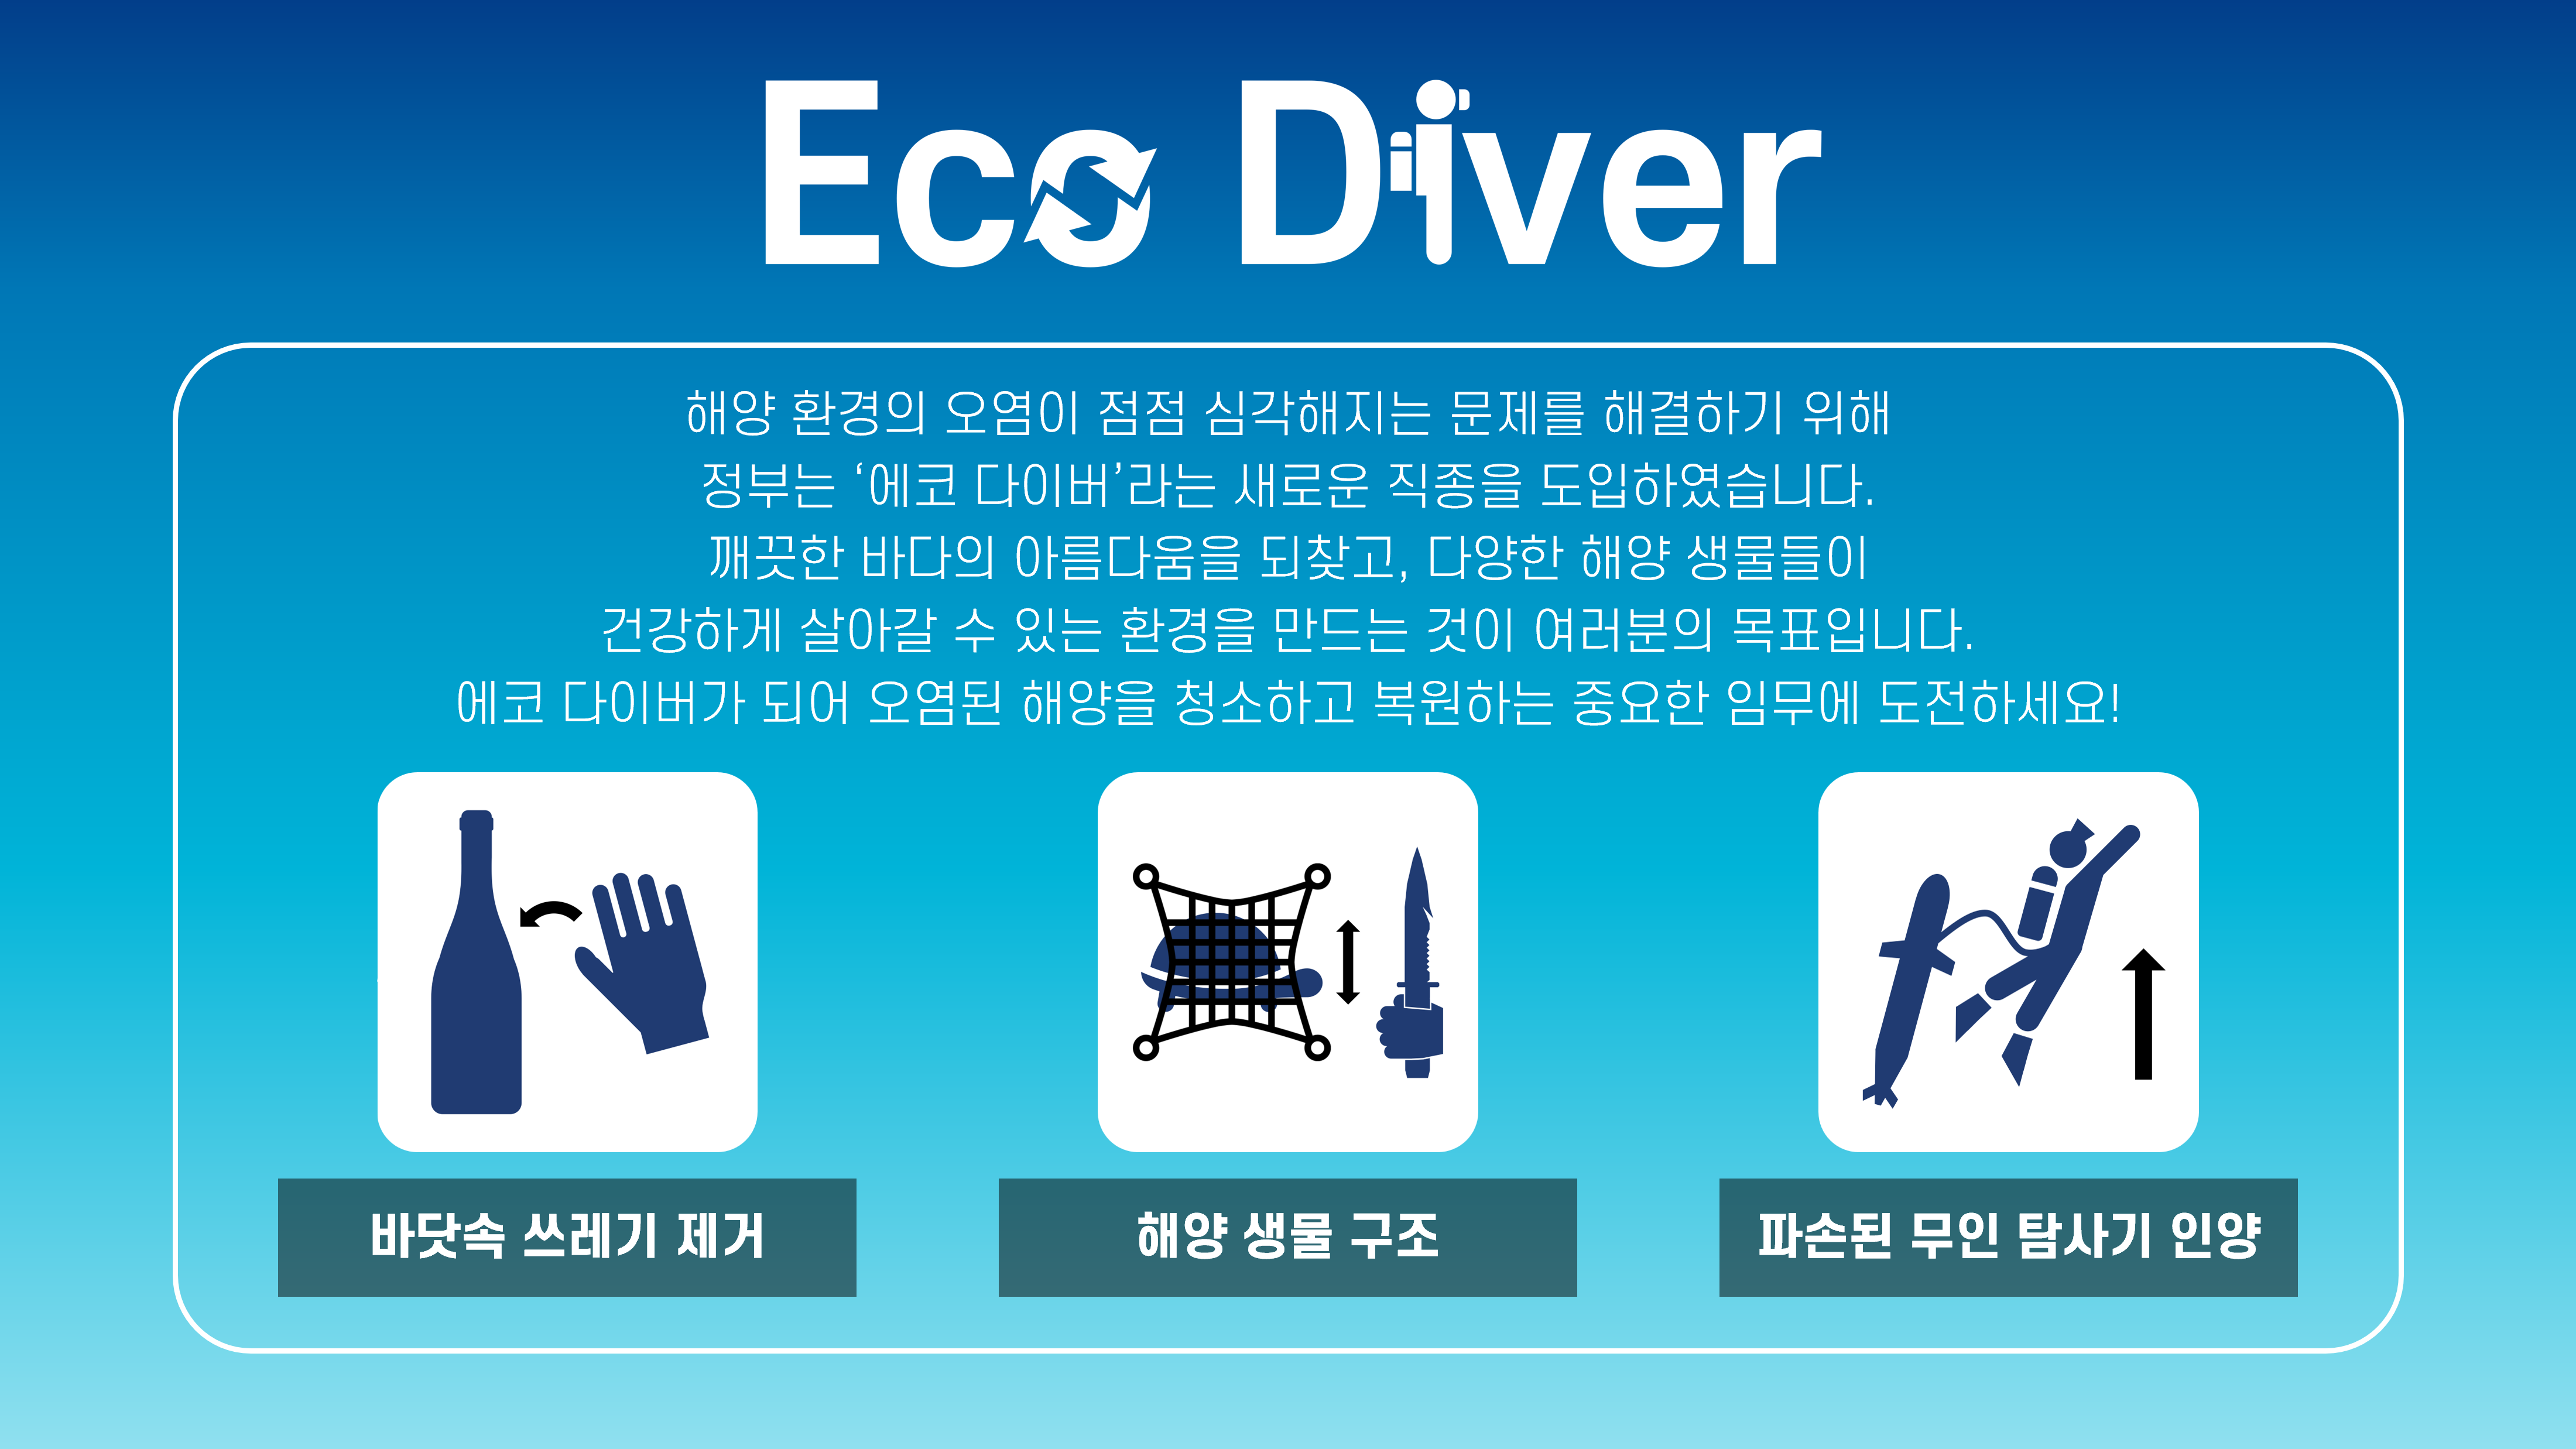 Eco Diver
해양 환경의 오염이 점점 심각해지는 문제를 해결하기 위해
정부는 ‘에코 다이버’라는 새로운 직종을 도입하였습니다.
깨끗한 바다의 아름다움을 되찾고, 다양한 해양 생물들이
건강하게 살아갈 수 있는 환경을 만드는 것이 여러분의 목표입니다.
에코 다이버가 되어 오염된 해양을 청소하고 복원하는 중요한 임무에 도전하세요!
바닷속 쓰레기 제거
해양 생물 구조
파손된 무인 탐사기 인양